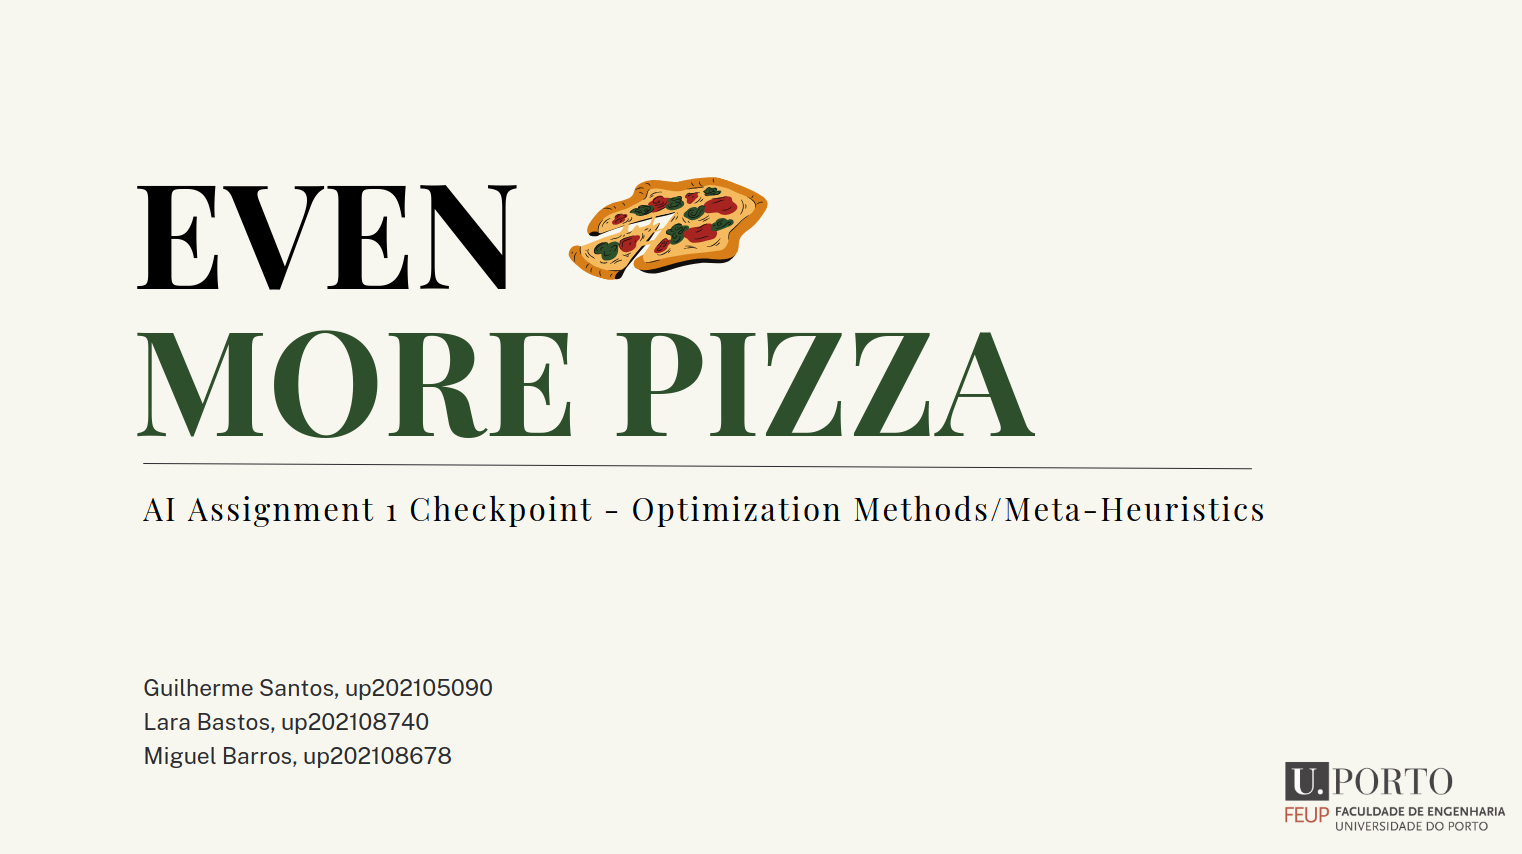 EVEN
MORE PIZZA
AI Assignment 1 Checkpoint - Optimization Methods/Meta-Heuristics
Guilherme Santos, up202105090
Lara Bastos, up202108740
Miguel Barros, up202108678
U. PORTO
FEUP FACULDADE DE ENGENHARIA
UNIVERSIDADE DO PORTO